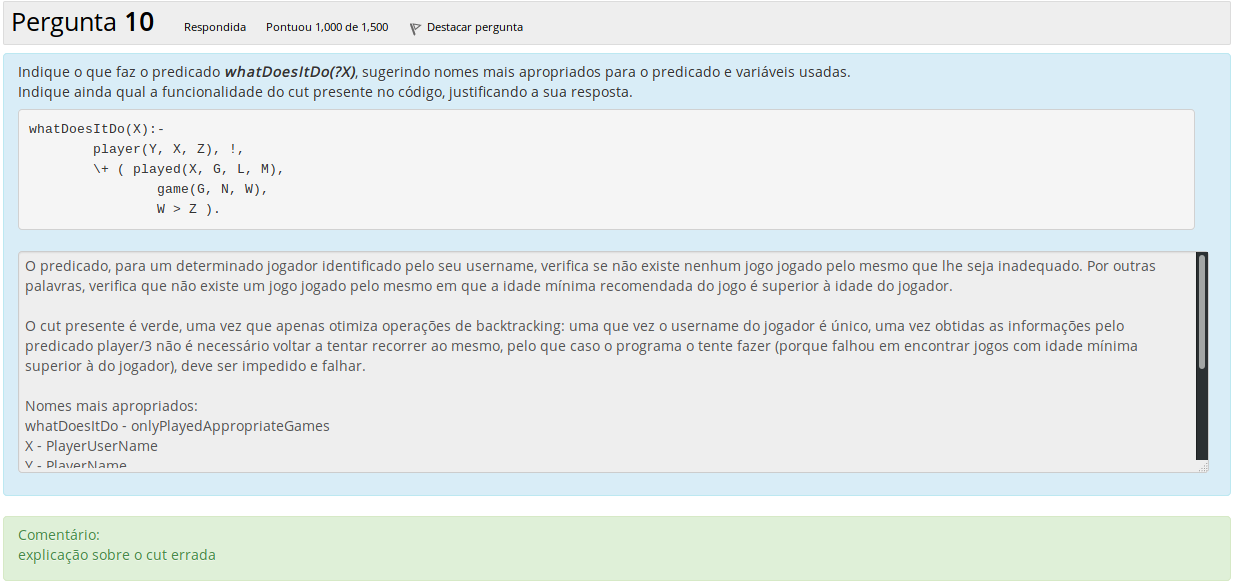 Pergunta 10 Respondida Pontuou 1,000 de 1,500 Destacar pergunta
Indique o que faz o predicado whatDoesItDo(?X), sugerindo nomes mais apropriados para o predicado e variáveis usadas.
Indique ainda qual a funcionalidade do cut presente no código, justificando a sua resposta.
whatDoesItDo(X):-
player(Y, X, Z), !,
\+ ( played(X, G, L, M),
game(G, N, W),
W > Z ).
O predicado, para um determinado jogador identificado pelo seu username, verifica se não existe nenhum jogo jogado pelo mesmo que lhe seja inadequado. Por outras
palavras, verifica que não existe um jogo jogado pelo mesmo em que a idade mínima recomendada do jogo é superior à idade do jogador.
O cut presente é verde, uma vez que apenas otimiza operações de backtracking: uma que vez o username do jogador é único, uma vez obtidas as informações pelo
predicado player/3 não é necessário voltar a tentar recorrer ao mesmo, pelo que caso o programa o tente fazer (porque falhou em encontrar jogos com idade mínima
superior à do jogador), deve ser impedido e falhar.
Nomes mais apropriados:
whatDoesItDo - onlyPlayedAppropriateGames
X - PlayerUserName
Y - PlayerName
Comentário:
explicação sobre o cut errada